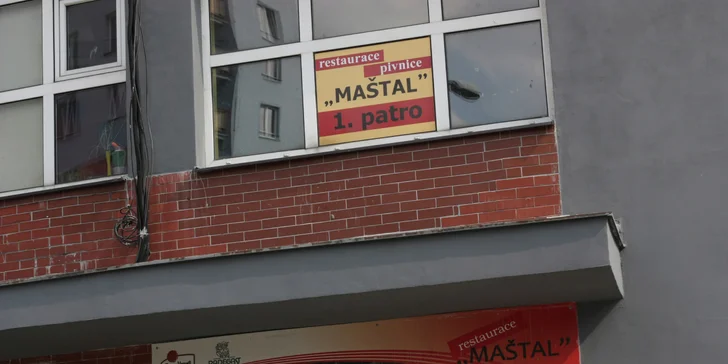 restaurace
pivnice
„MAŠTAL”
1. patro
restaurace
„MAŠTAL”